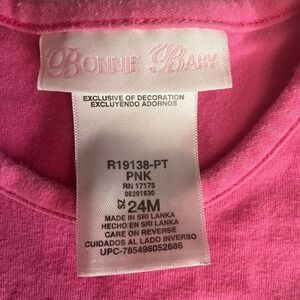 BONNIE BABY
EXCLUSIVE OF DECORATION
EXCLUYENDO ADORNOS
R19138-PT
PNK
RN 17175
08201630
SZ 24M
MADE IN SRI LANKA
HECHO EN SRI LANKA
CARE ON REVERSE
CUIDADOS AL LADO INVERSO
UPC-785498052686